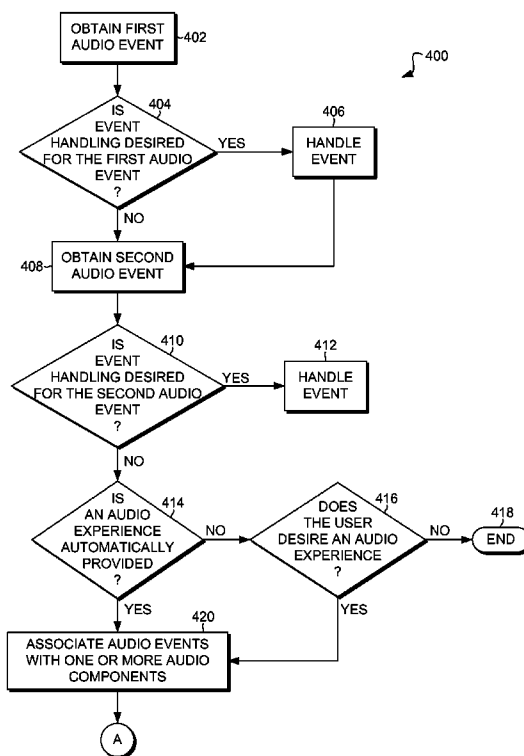 OBTAIN FIRST
AUDIO EVENT
402
400
404
IS
EVENT
HANDLING DESIRED
FOR THE FIRST AUDIO
EVENT
?
YES
406
HANDLE
EVENT
NO
408
OBTAIN SECOND
AUDIO EVENT
410
IS
EVENT
HANDLING DESIRED
FOR THE SECOND AUDIO
EVENT
?
YES
412
HANDLE
EVENT
NO
414
IS
AN AUDIO
EXPERIENCE
AUTOMATICALLY
PROVIDED
?
NO
416
DOES
THE USER
DESIRE AN AUDIO
EXPERIENCE
?
NO
418
END
YES
YES
420
ASSOCIATE AUDIO EVENTS
WITH ONE OR MORE AUDIO
COMPONENTS
A